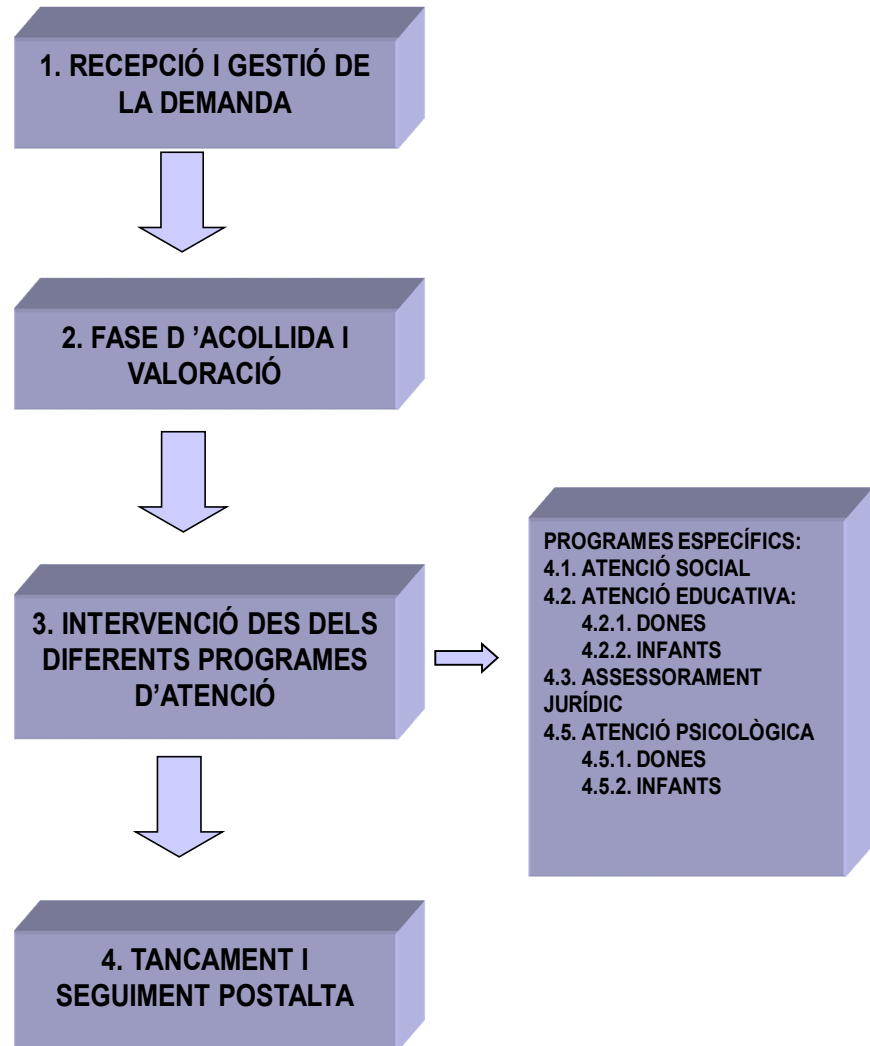 1. RECEPCIÓ I GESTIÓ DE
LA DEMANDA
2. FASE D ’ACOLLIDA I
VALORACIÓ
3. INTERVENCIÓ DES DELS
DIFERENTS PROGRAMES
D’ATENCIÓ
PROGRAMES ESPECÍFICS:
4.1. ATENCIÓ SOCIAL
4.2. ATENCIÓ EDUCATIVA:
4.2.1. DONES
4.2.2. INFANTS
4.3. ASSESSORAMENT
JURÍDIC
4.5. ATENCIÓ PSICOLÒGICA
4.5.1. DONES
4.5.2. INFANTS
4. TANCAMENT I
SEGUIMENT POSTALTA